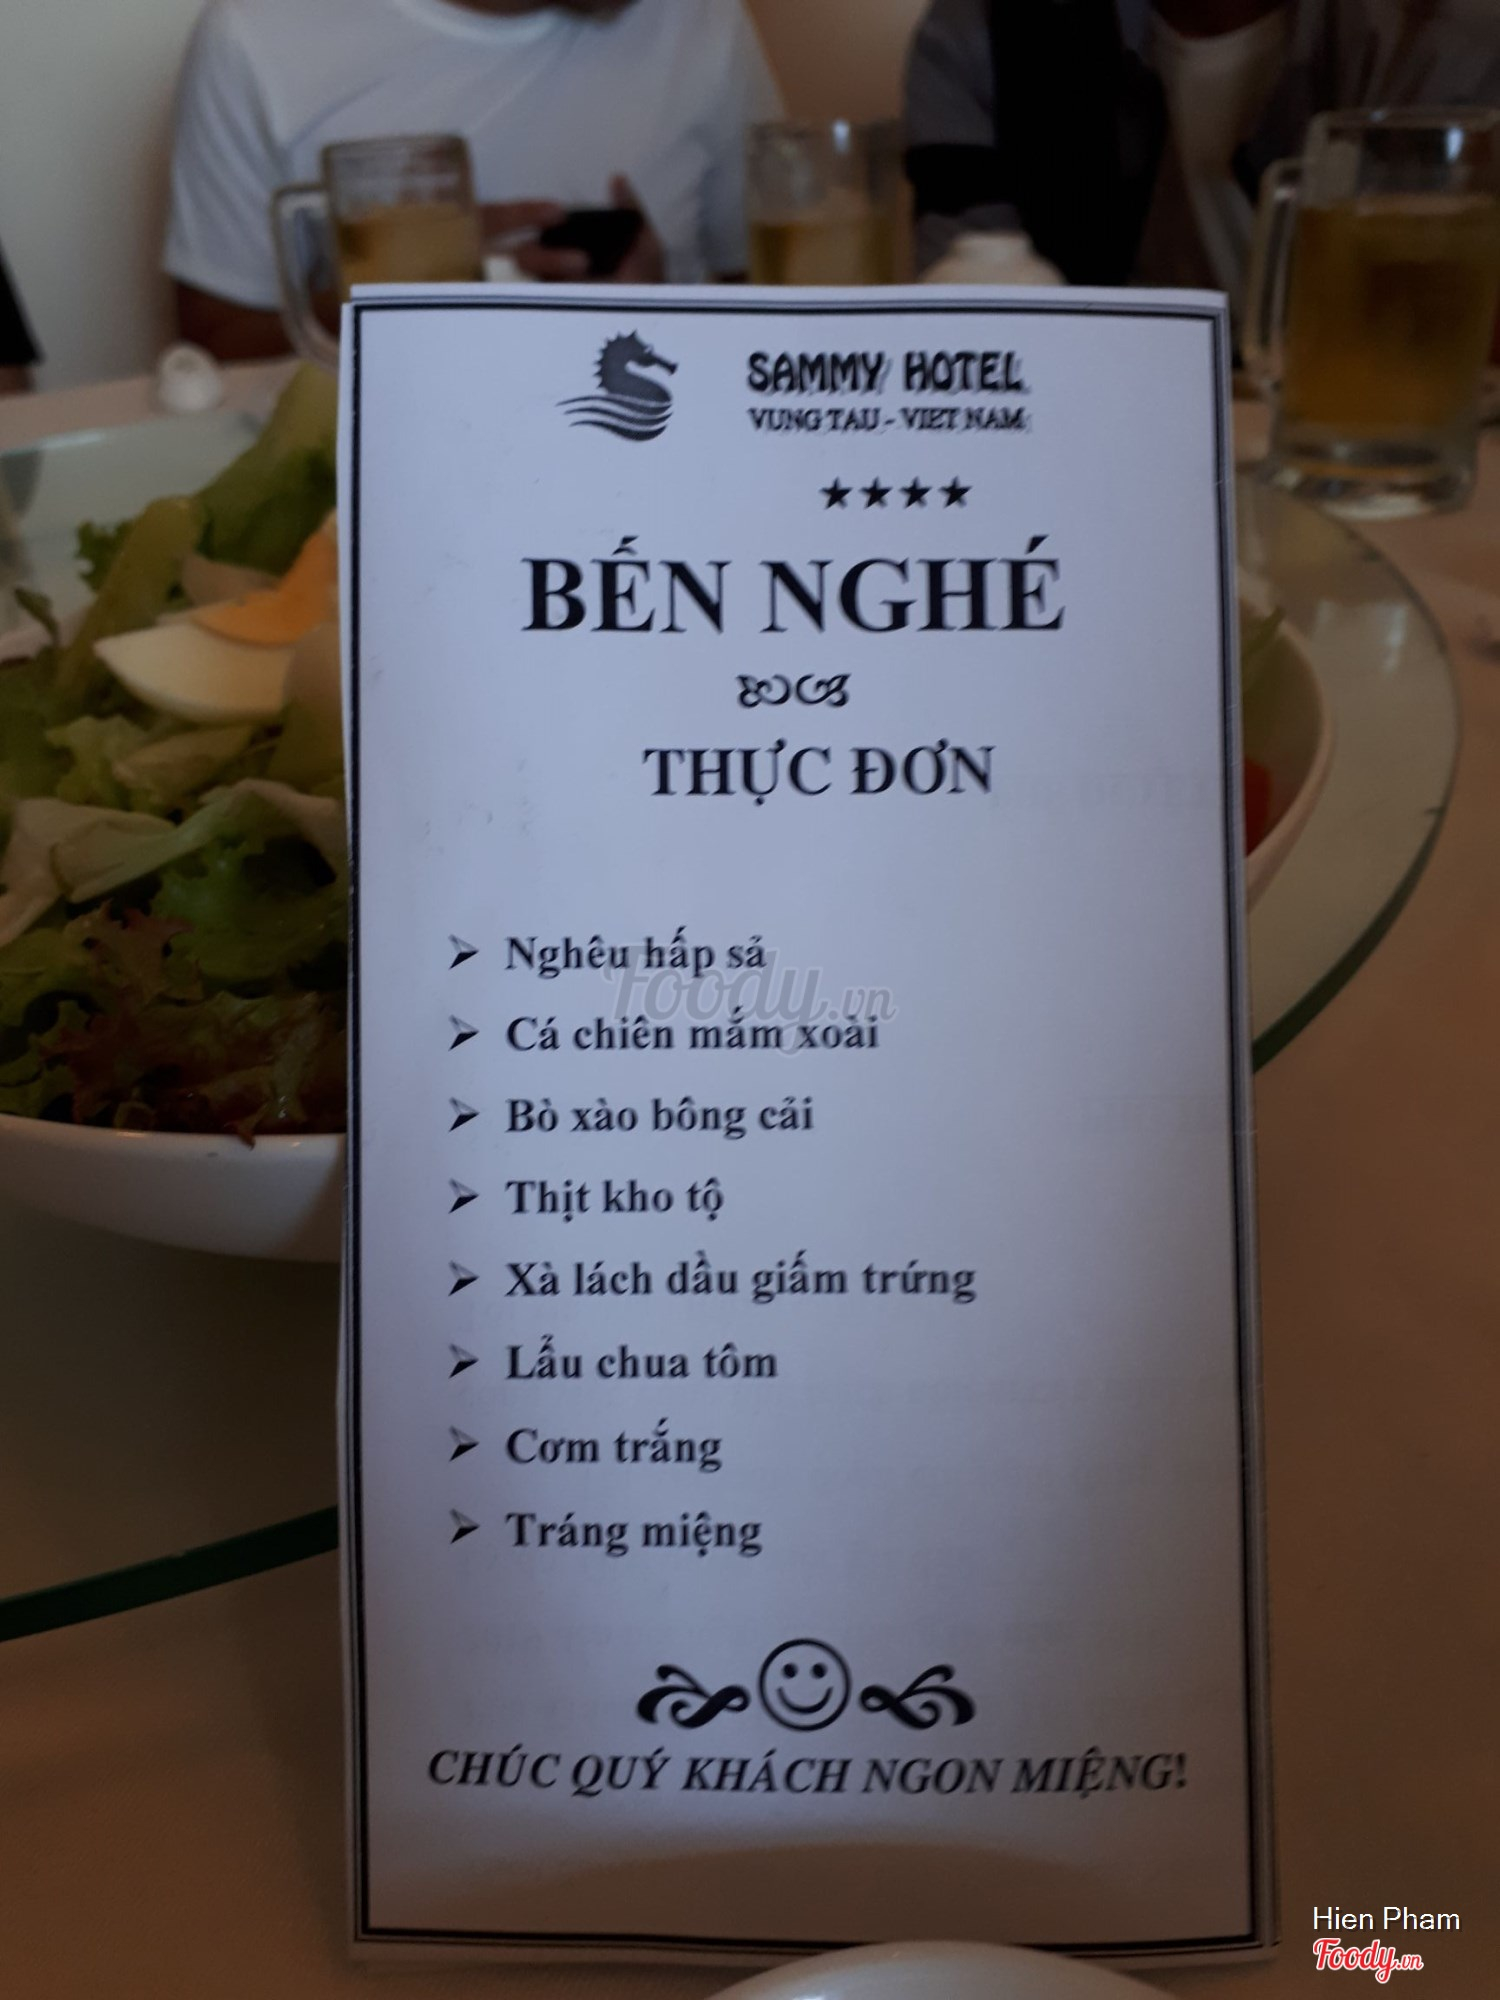 SAMMY HOTEL
VUNG TAU - VIET NAM
BẾN NGHÉ
THỰC ĐƠN
Nghêu hấp sả
Foody.vn
Cá chiên mắm xoài
Bò xào bông cải
Thịt kho tộ
Xà lách dầu giấm trứng
Lẩu chua tôm
Cơm trắng
Tráng miệng
CHÚC QUÝ KHÁCH NGON MIỆNG!
Hien Pham
Foody.vn